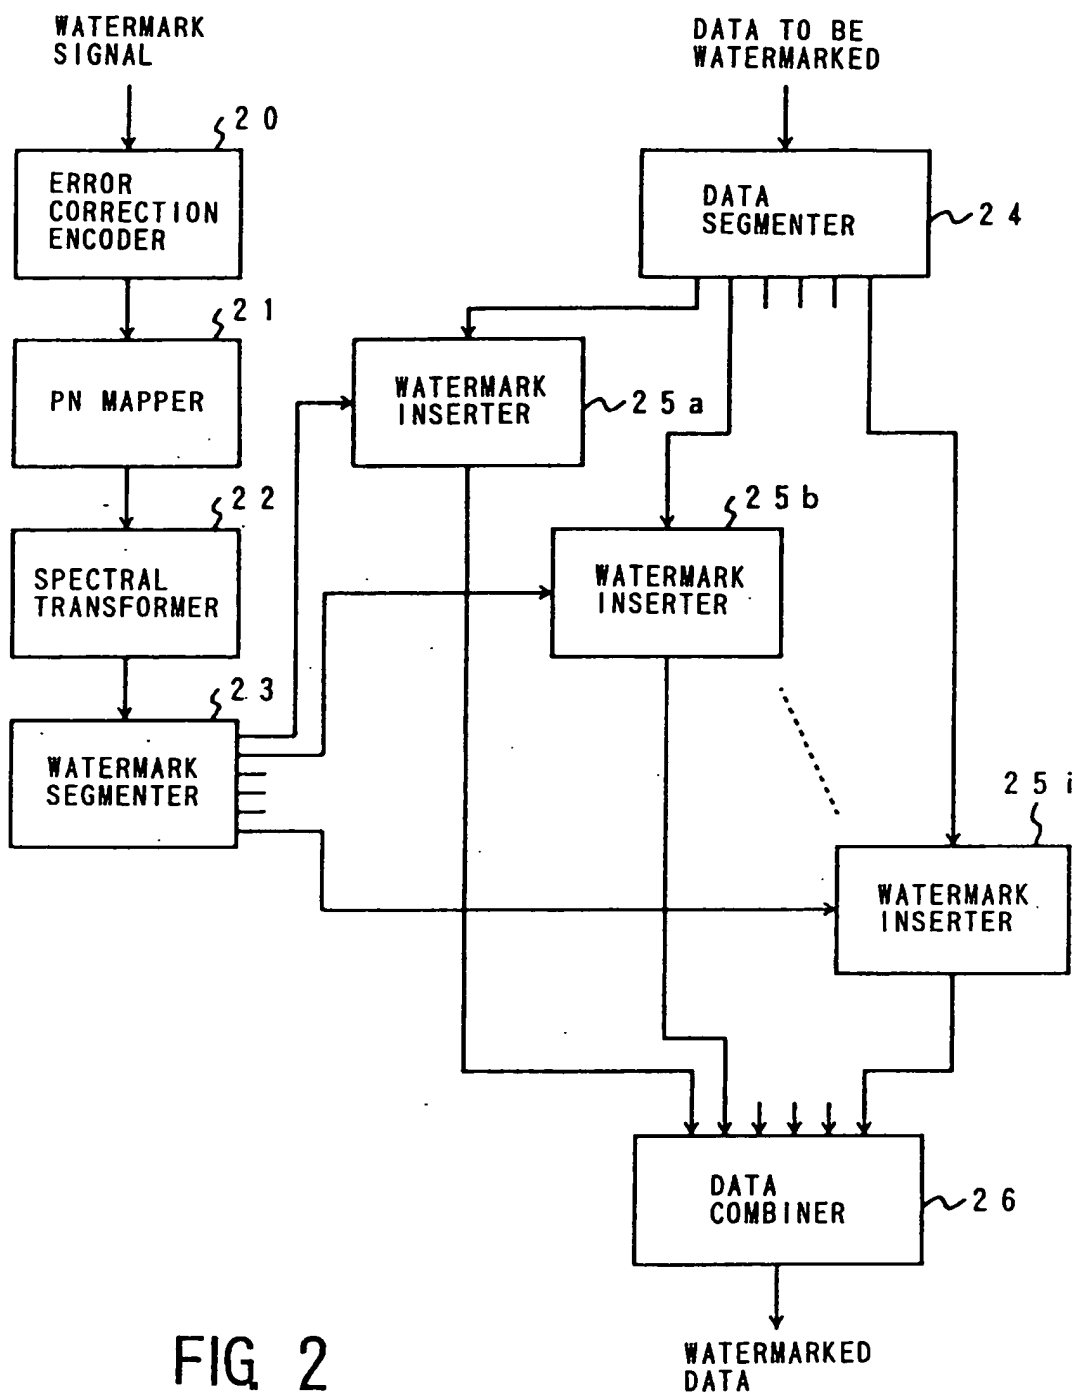 WATERMARK
SIGNAL
DATA TO BE
WATERMARKED
20
ERROR
CORRECTION
ENCODER
DATA
SEGMENTER
24
21
PN MAPPER
WATERMARK
INSERTER
25a
22
SPECTRAL
TRANSFORMER
25b
WATERMARK
INSERTER
23
WATERMARK
SEGMENTER
25i
WATERMARK
INSERTER
DATA
COMBINER
26
WATERMARKED
DATA
FIG. 2